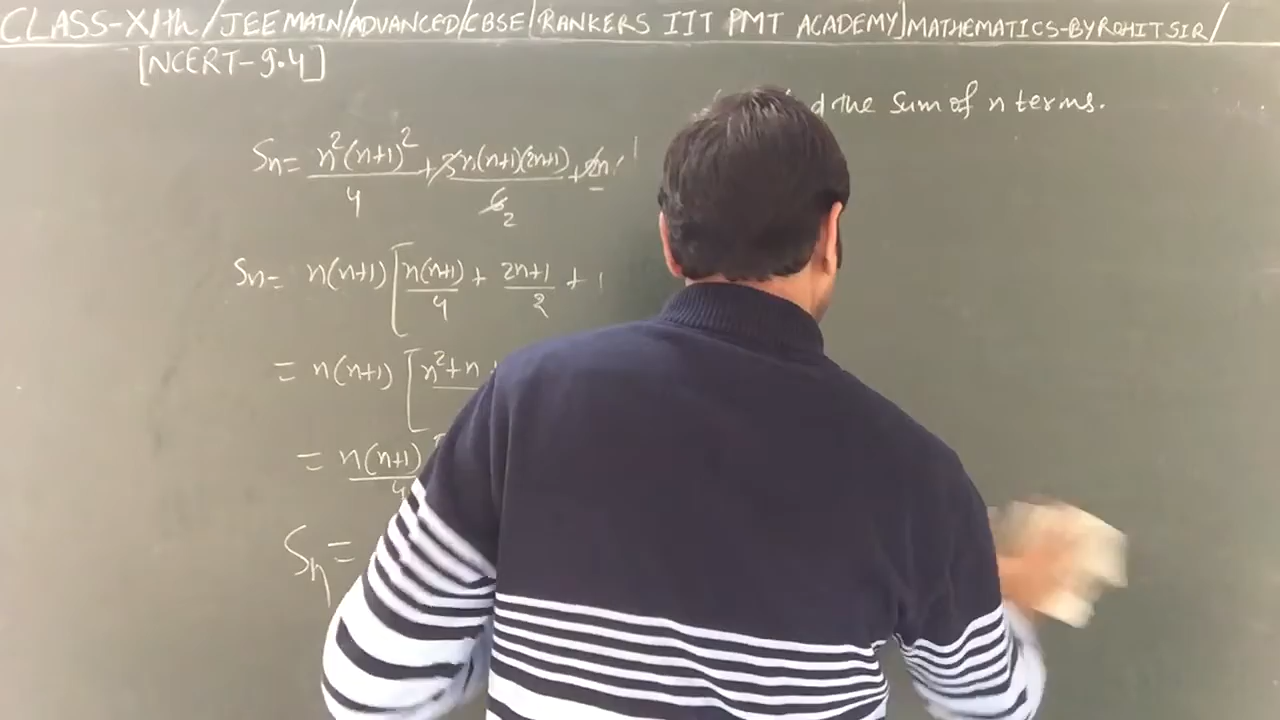 CLASS-XIth/JEE MAIN/ADVANCED/CBSE/RANKERS IIT PMT ACADEMY]MATHEMATICS-BY ROHIT SIR/
[NCERT-9.4]
the sum of n terms.
Sn= n²(n+1)²/4 + 3n(n+1)(2n+1)/6 2 + 2n
Sn= n(n+1) [n(n+1)/4 + 2n+1/2 + 1
= n(n+1) [n²+n
= n(n+1)/4
Sn=